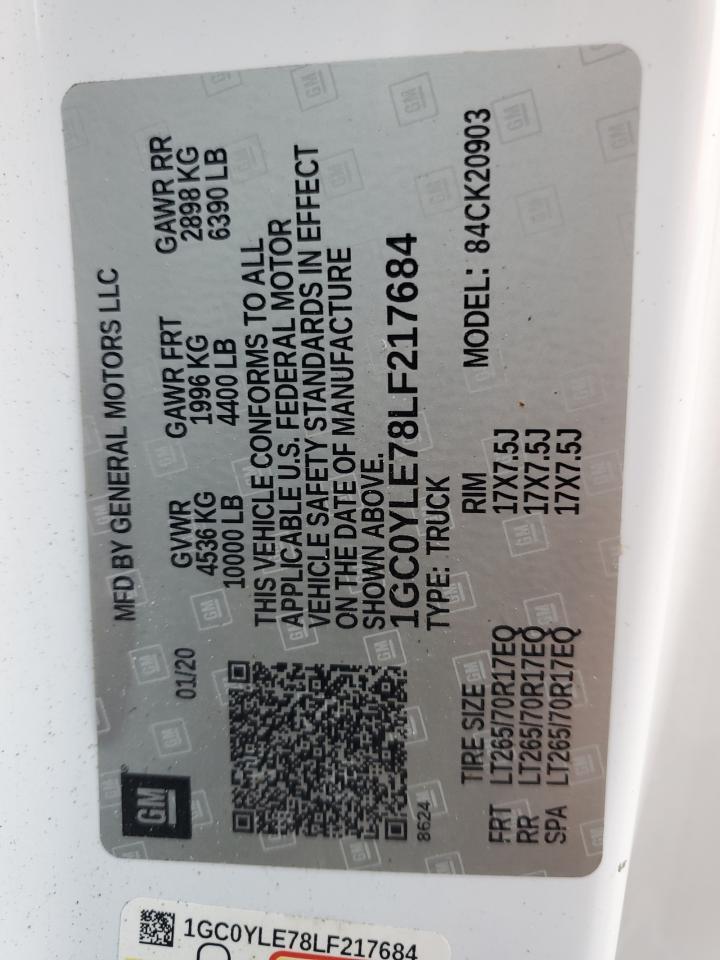 GM
MFD BY GENERAL MOTORS LLC
01/20
GVWR GAWR FRT GAWR RR
4536 KG 1996 KG 2898 KG
10000 LB 4400 LB 6390 LB
THIS VEHICLE CONFORMS TO ALL
APPLICABLE U.S. FEDERAL MOTOR
VEHICLE SAFETY STANDARDS IN EFFECT
ON THE DATE OF MANUFACTURE
SHOWN ABOVE.
1GC0YLE78LF217684
8624
TYPE: TRUCK MODEL: 84CK20903
TIRE SIZE RIM
FRT LT265/70R17EQ 17X7.5J
RR LT265/70R17EQ 17X7.5J
SPA LT265/70R17EQ 17X7.5J
1GC0YLE78LF217684